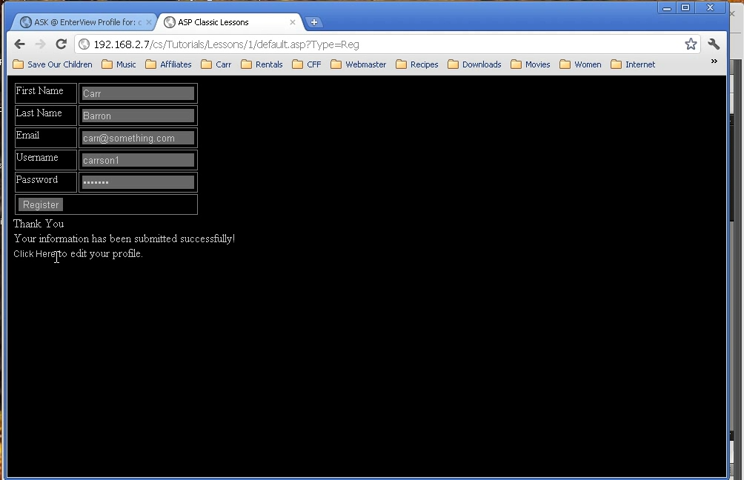 ASK @ EnterView Profile for: c
ASP Classic Lessons
192.168.2.7/cs/Tutorials/Lessons/1/default.asp?Type=Reg
Save Our Children Music Affiliates Carr Rentals CFF Webmaster Recipes Downloads Movies Women Internet »
First Name Carr
Last Name Barron
Email carr@something.com
Username carrson1
Password •••••••
Register
Thank You
Your information has been submitted successfully!
Click Here to edit your profile.